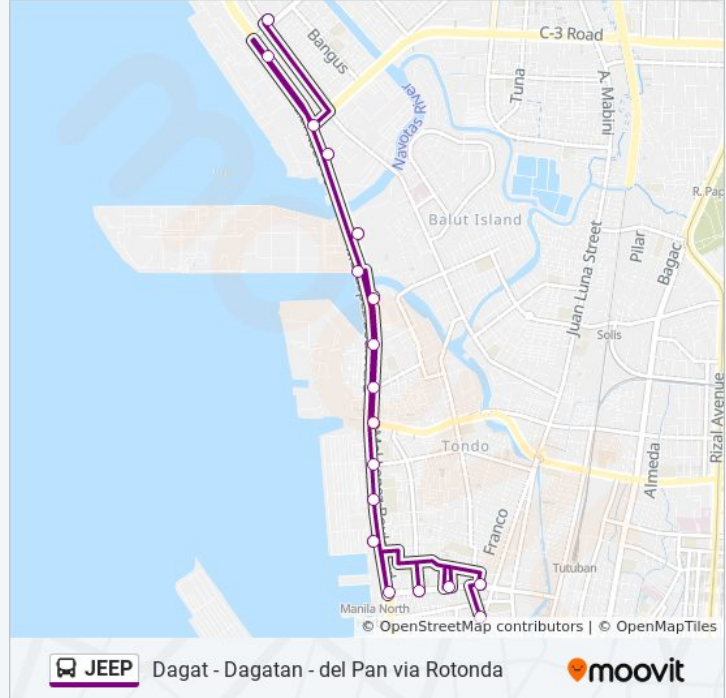 C-3 Road
Bangus
Tuna
A. Mabini
Navotas River
R. Pap
Balut Island
Juan Luna Street
Pilar
Bagac
Solis
Rizal Avenue
Tondo
Almeda
Franco
Tutuban
Manila North
© OpenStreetMap contributors | © OpenMapTiles
JEEP Dagat - Dagatan - del Pan via Rotonda moovit